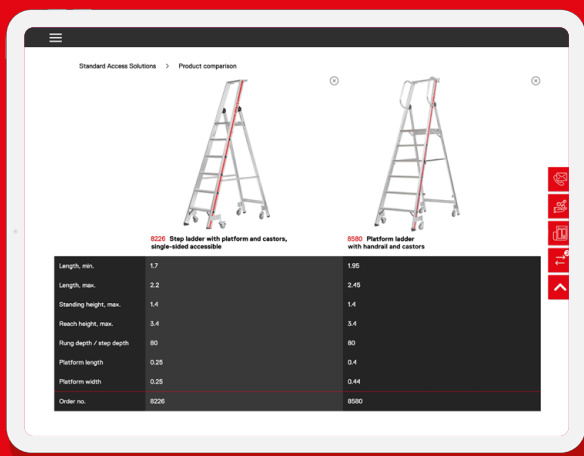 Standard Access Solutions > Product comparison
8226 Step ladder with platform and castors,
single-sided accessible
8580 Platform ladder
with handrail and castors
Length, min. 1.7 1.95
Length, max. 2.2 2.45
Standing height, max. 1.4 1.4
Reach height, max. 3.4 3.4
Rung depth / step depth 80 80
Platform length 0.25 0.4
Platform width 0.25 0.44
Order no. 8226 8580